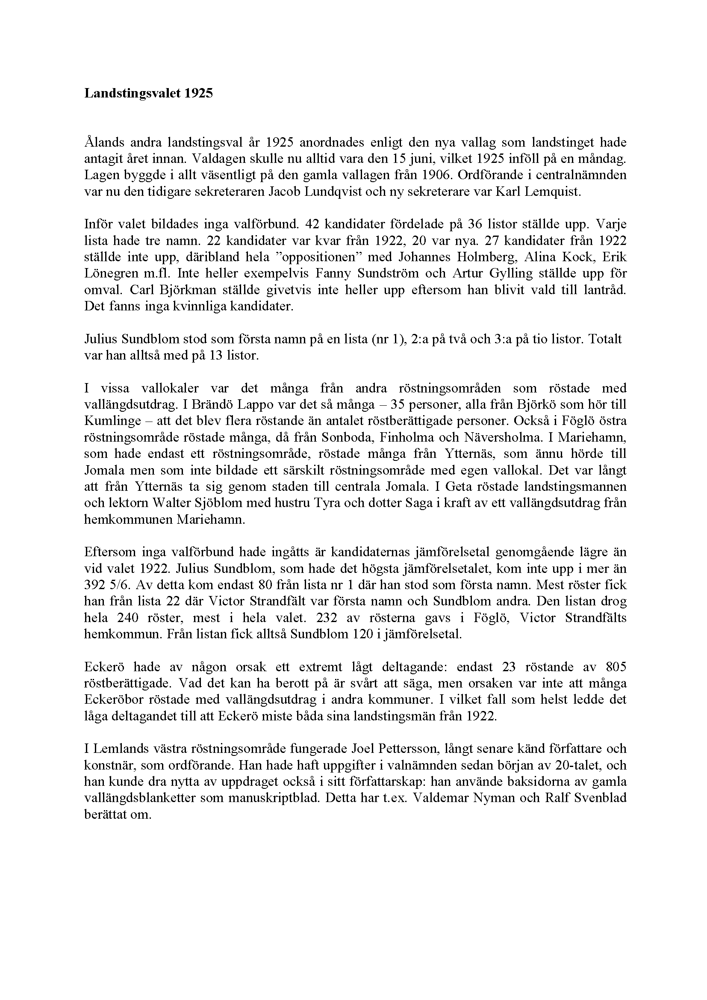 Landstingsvalet 1925
Ålands andra landstingsval år 1925 anordnades enligt den nya vallag som landstinget hade
antagit året innan. Valdagen skulle nu alltid vara den 15 juni, vilket 1925 inföll på en måndag.
Lagen byggde i allt väsentligt på den gamla vallagen från 1906. Ordförande i centralnämnden
var nu den tidigare sekreteraren Jacob Lundqvist och ny sekreterare var Karl Lemquist.
Inför valet bildades inga valförbund. 42 kandidater fördelade på 36 listor ställde upp. Varje
lista hade tre namn. 22 kandidater var kvar från 1922, 20 var nya. 27 kandidater från 1922
ställde inte upp, däribland hela ”oppositionen” med Johannes Holmberg, Alina Kock, Erik
Lönegren m.fl. Inte heller exempelvis Fanny Sundström och Artur Gylling ställde upp för
omval. Carl Björkman ställde givetvis inte heller upp eftersom han blivit vald till lantråd.
Det fanns inga kvinnliga kandidater.
Julius Sundblom stod som första namn på en lista (nr 1), 2:a på två och 3:a på tio listor. Totalt
var han alltså med på 13 listor.
I vissa vallokaler var det många från andra röstningsområden som röstade med
vallängdsutdrag. I Brändö Lappo var det så många – 35 personer, alla från Björkö som hör till
Kumlinge – att det blev flera röstande än antalet röstberättigade personer. Också i Föglö östra
röstningsområde röstade många, då från Sonboda, Finholma och Näversholma. I Mariehamn,
som hade endast ett röstningsområde, röstade många från Ytternäs, som ännu hörde till
Jomala men som inte bildade ett särskilt röstningsområde med egen vallokal. Det var långt
att från Ytternäs ta sig genom staden till centrala Jomala. I Geta röstade landstingsmannen
och lektorn Walter Sjöblom med hustru Tyra och dotter Saga i kraft av ett vallängdsutdrag från
hemkommunen Mariehamn.
Eftersom inga valförbund hade ingåtts är kandidaternas jämförelsetal genomgående lägre än
vid valet 1922. Julius Sundblom, som hade det högsta jämförelsetalet, kom inte upp i mer än
392 5/6. Av detta kom endast 80 från lista nr 1 där han stod som första namn. Mest röster fick
han från lista 22 där Victor Strandfält var första namn och Sundblom andra. Den listan drog
hela 240 röster, mest i hela valet. 232 av rösterna gavs i Föglö, Victor Strandfälts
hemkommun. Från listan fick alltså Sundblom 120 i jämförelsetal.
Eckerö hade av någon orsak ett extremt lågt deltagande: endast 23 röstande av 805
röstberättigade. Vad det kan ha berott på är svårt att säga, men orsaken var inte att många
Eckeröbor röstade med vallängdsutdrag i andra kommuner. I vilket fall som helst ledde det
låga deltagandet till att Eckerö miste båda sina landstingsmän från 1922.
I Lemlands västra röstningsområde fungerade Joel Pettersson, långt senare känd författare och
konstnär, som ordförande. Han hade haft uppgifter i valnämnden sedan början av 20-talet, och
han kunde dra nytta av uppdraget också i sitt författarskap: han använde baksidorna av gamla
vallängdsblanketter som manuskriptblad. Detta har t.ex. Valdemar Nyman och Ralf Svenblad
berättat om.